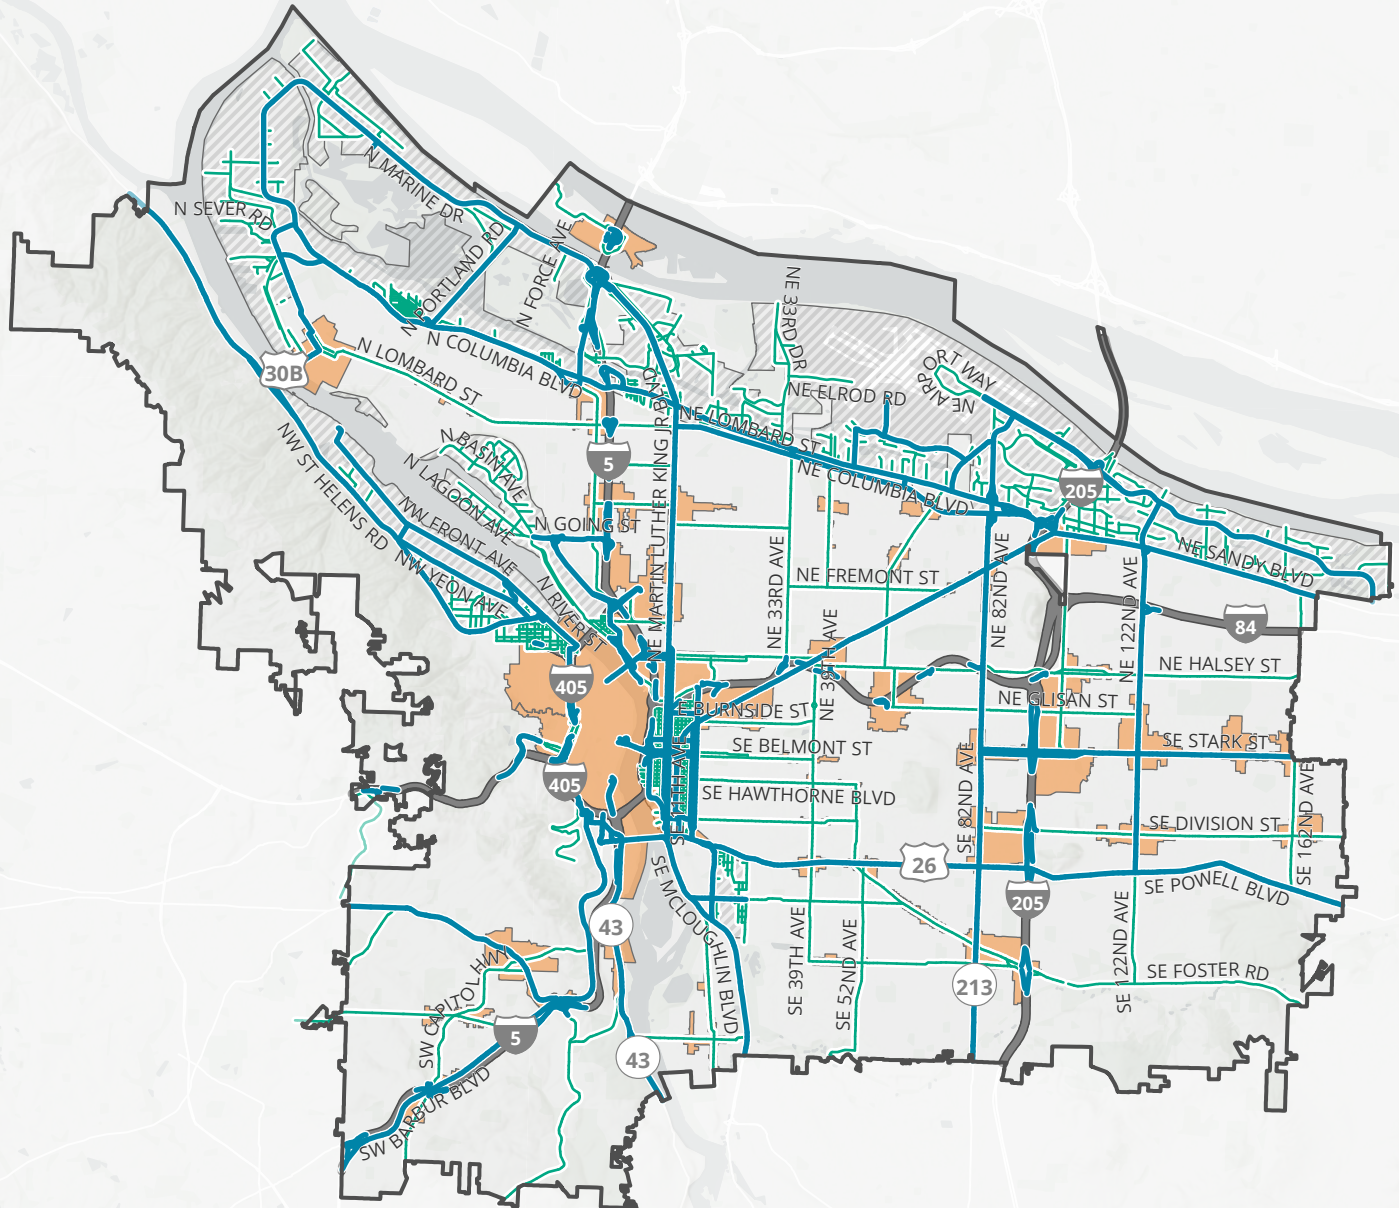 N MARINE DR
N SEVER RD
N PORTLAND RD
N FORCE AVE
NE 33RD DR
30B
N LOMBARD ST
N COLUMBIA BLVD
NE ELROD RD
NE AIRPORT WAY
NE LOMBARD ST
NE COLUMBIA BLVD
N BASIN AVE
N LAGOON AVE
5
205
NW ST HELENS RD
NW FRONT AVE
N GOING ST
NE MARTIN LUTHER KING JR BLVD
NW YEON AVE
N RIVER ST
NE 33RD AVE
NE FREMONT ST
NE 82ND AVE
NE 122ND AVE
NE SANDY BLVD
84
NE 39TH AVE
NE HALSEY ST
405
NE GLISAN ST
E BURNSIDE ST
SE BELMONT ST
SE STARK ST
405
SE 11TH AVE
SE HAWTHORNE BLVD
SE 82ND AVE
SE 162ND AVE
SE DIVISION ST
26
SE POWELL BLVD
205
43
SE MCLOUGHLIN BLVD
SE 39TH AVE
SE 52ND AVE
SE 122ND AVE
SW CAPITOL HWY
213
SE FOSTER RD
5
43
SW BARBUR BLVD